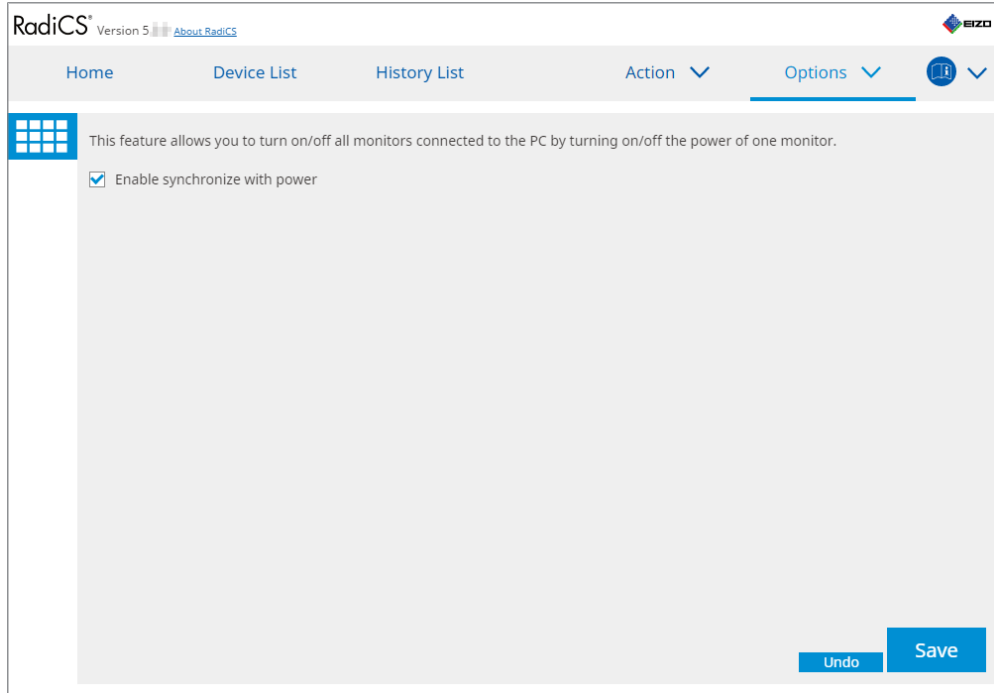 RadiCS® Version 5. About RadiCS
EIZO
Home Device List History List Action Options
This feature allows you to turn on/off all monitors connected to the PC by turning on/off the power of one monitor.
Enable synchronize with power
Undo Save